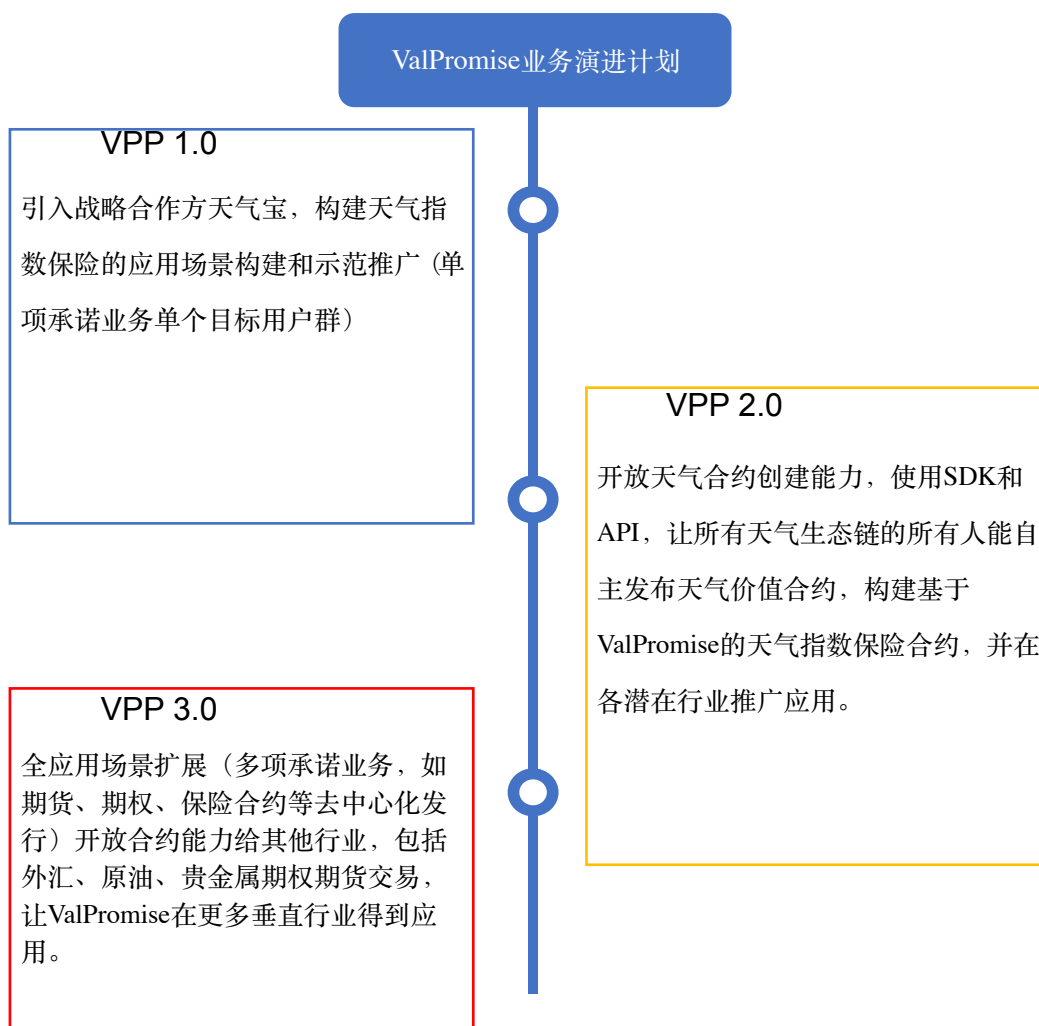 ValPromise业务演进计划
VPP 1.0
引入战略合作方天气宝，构建天气指
数保险的应用场景构建和示范推广（单
项承诺业务单个目标用户群）
VPP 2.0
开放天气合约创建能力，使用SDK和
API，让所有天气生态链的所有人能自
主发布天气价值合约，构建基于
ValPromise的天气指数保险合约，并在
各潜在行业推广应用。
VPP 3.0
全应用场景扩展（多项承诺业务，如
期货、期权、保险合约等去中心化发
行）开放合约能力给其他行业，包括
外汇、原油、贵金属期权期货交易，
让ValPromise在更多垂直行业得到应
用。